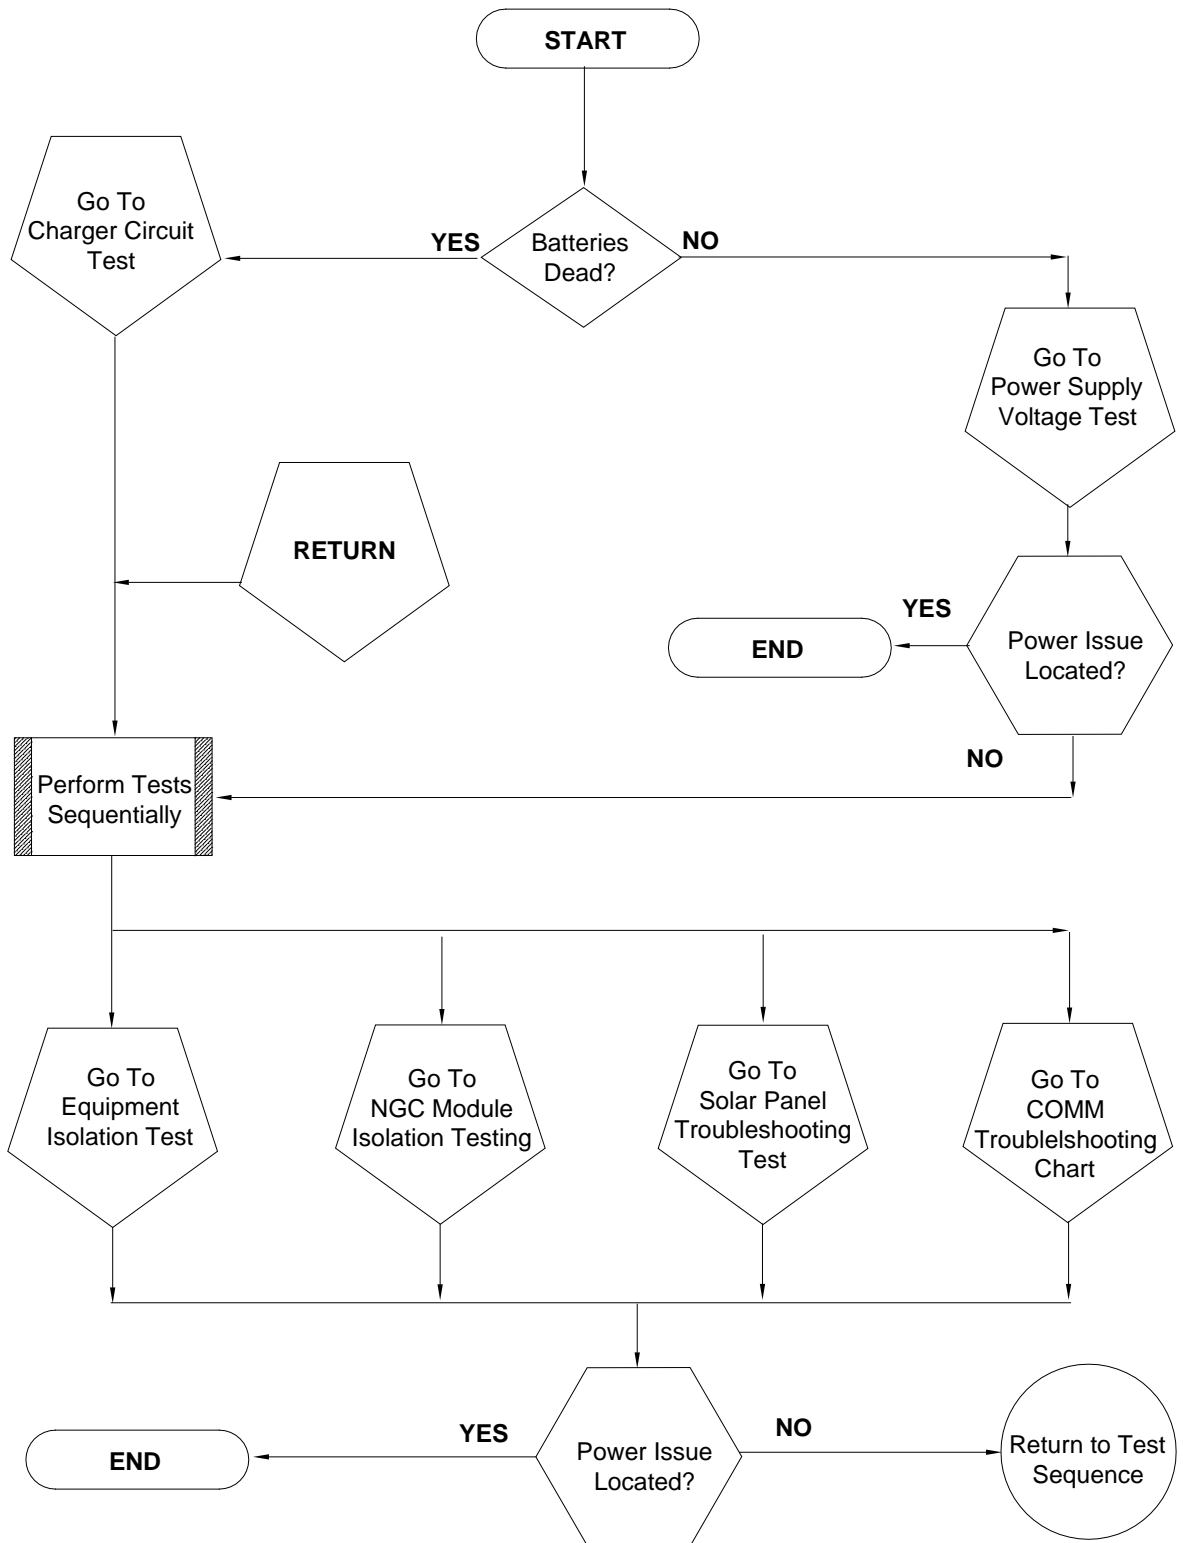 START
Go To
Charger Circuit
Test
YES
Batteries
Dead?
NO
Go To
Power Supply
Voltage Test
RETURN
YES
END
Power Issue
Located?
NO
Perform Tests
Sequentially
Go To
Equipment
Isolation Test
Go To
NGC Module
Isolation Testing
Go To
Solar Panel
Troubleshooting
Test
Go To
COMM
Troublelshooting
Chart
END
YES
Power Issue
Located?
NO
Return to Test
Sequence